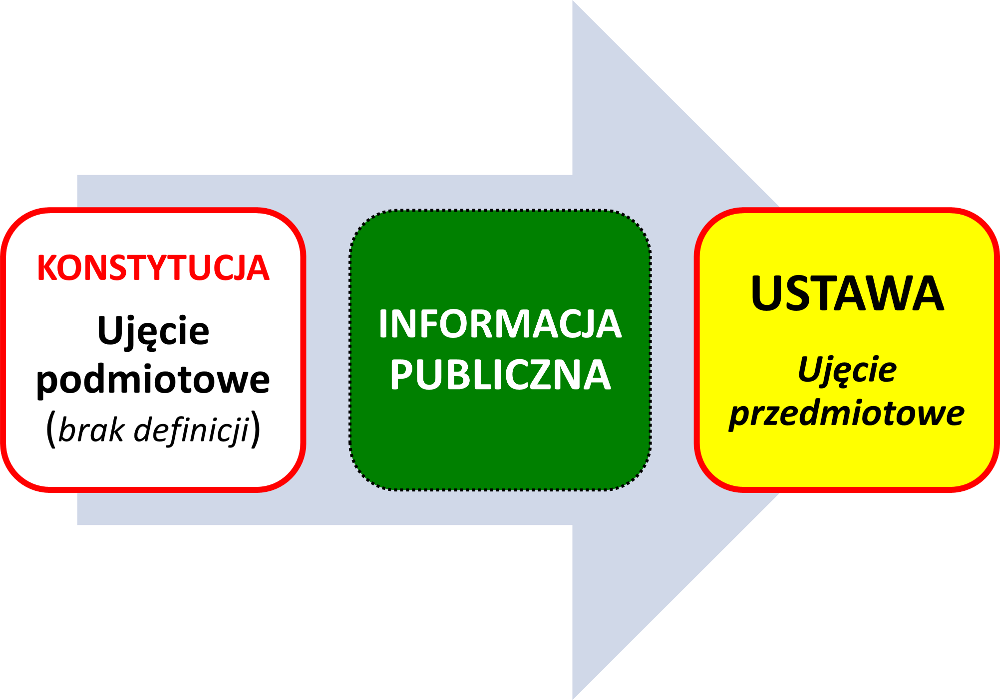 KONSTYTUCJA
Ujęcie
podmiotowe
(brak definicji)
INFORMACJA
PUBLICZNA
USTAWA
Ujęcie
przedmiotowe